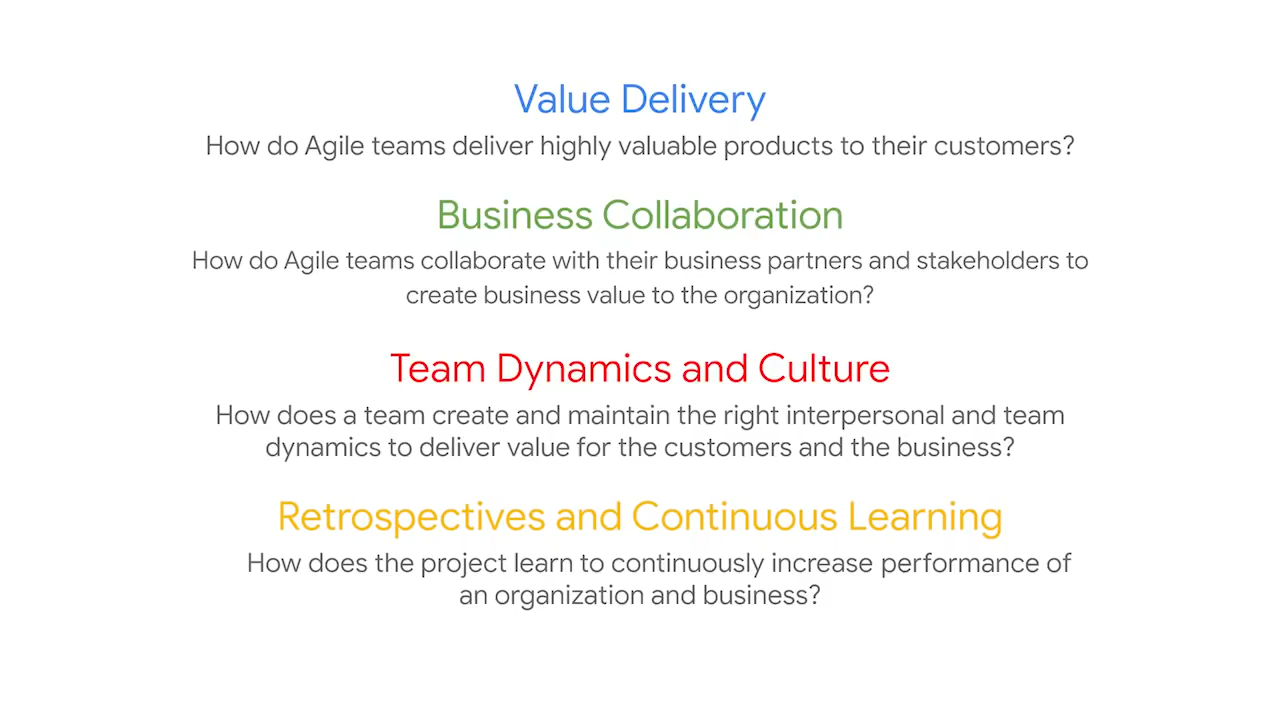 Value Delivery
How do Agile teams deliver highly valuable products to their customers?
Business Collaboration
How do Agile teams collaborate with their business partners and stakeholders to
create business value to the organization?
Team Dynamics and Culture
How does a team create and maintain the right interpersonal and team
dynamics to deliver value for the customers and the business?
Retrospectives and Continuous Learning
How does the project learn to continuously increase performance of
an organization and business?